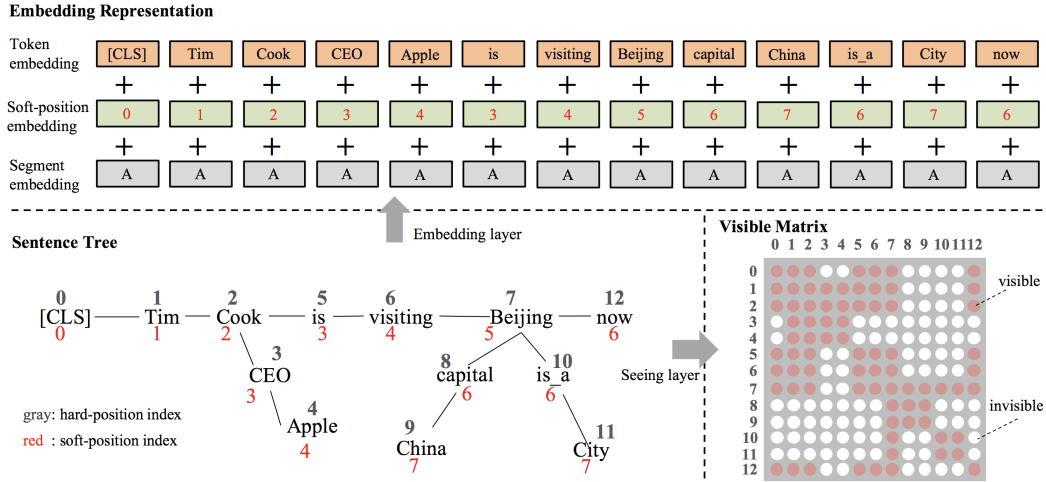 Embedding Representation
Token embedding [CLS] Tim Cook CEO Apple is visiting Beijing capital China is_a City now
+ + + + + + + + + + + + +
Soft-position embedding 0 1 2 3 4 3 4 5 6 7 6 7 6
+ + + + + + + + + + + + +
Segment embedding A A A A A A A A A A A A A
Embedding layer
Sentence Tree
0 1 2 5 6 7 12
[CLS] Tim Cook is visiting Beijing now
0 1 2 3 4 5 6
3 8 10
CEO capital is_a
3 6 6
4 9 11
Apple China City
4 7 7
gray: hard-position index
red : soft-position index
Seeing layer
Visible Matrix
0 1 2 3 4 5 6 7 8 9 10 11 12
0
1
2
3
4
5
6
7
8
9
10
11
12
visible
invisible